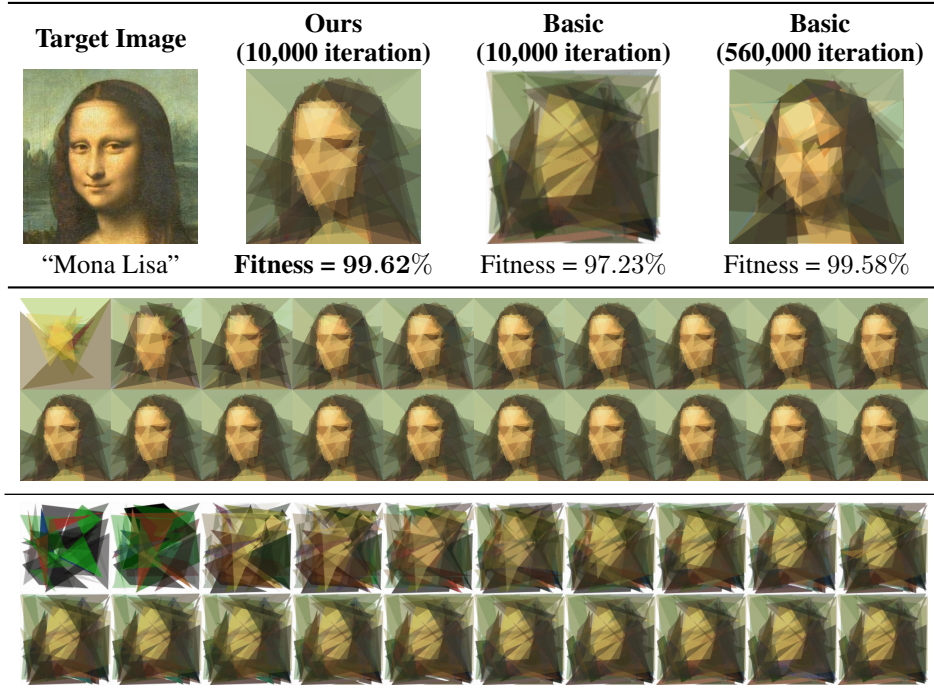 Target Image
Ours
(10,000 iteration)
Basic
(10,000 iteration)
Basic
(560,000 iteration)
“Mona Lisa”
Fitness = 99.62%
Fitness = 97.23%
Fitness = 99.58%